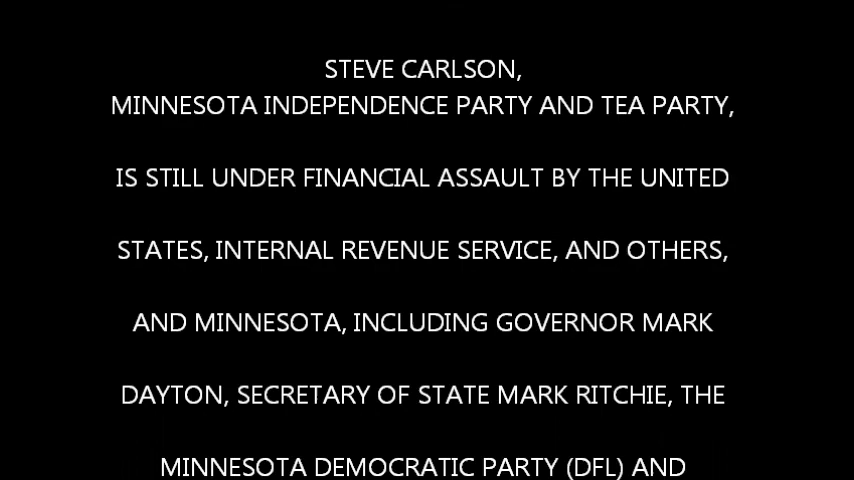 STEVE CARLSON,
MINNESOTA INDEPENDENCE PARTY AND TEA PARTY,
IS STILL UNDER FINANCIAL ASSAULT BY THE UNITED
STATES, INTERNAL REVENUE SERVICE, AND OTHERS,
AND MINNESOTA, INCLUDING GOVERNOR MARK
DAYTON, SECRETARY OF STATE MARK RITCHIE, THE
MINNESOTA DEMOCRATIC PARTY (DFL) AND